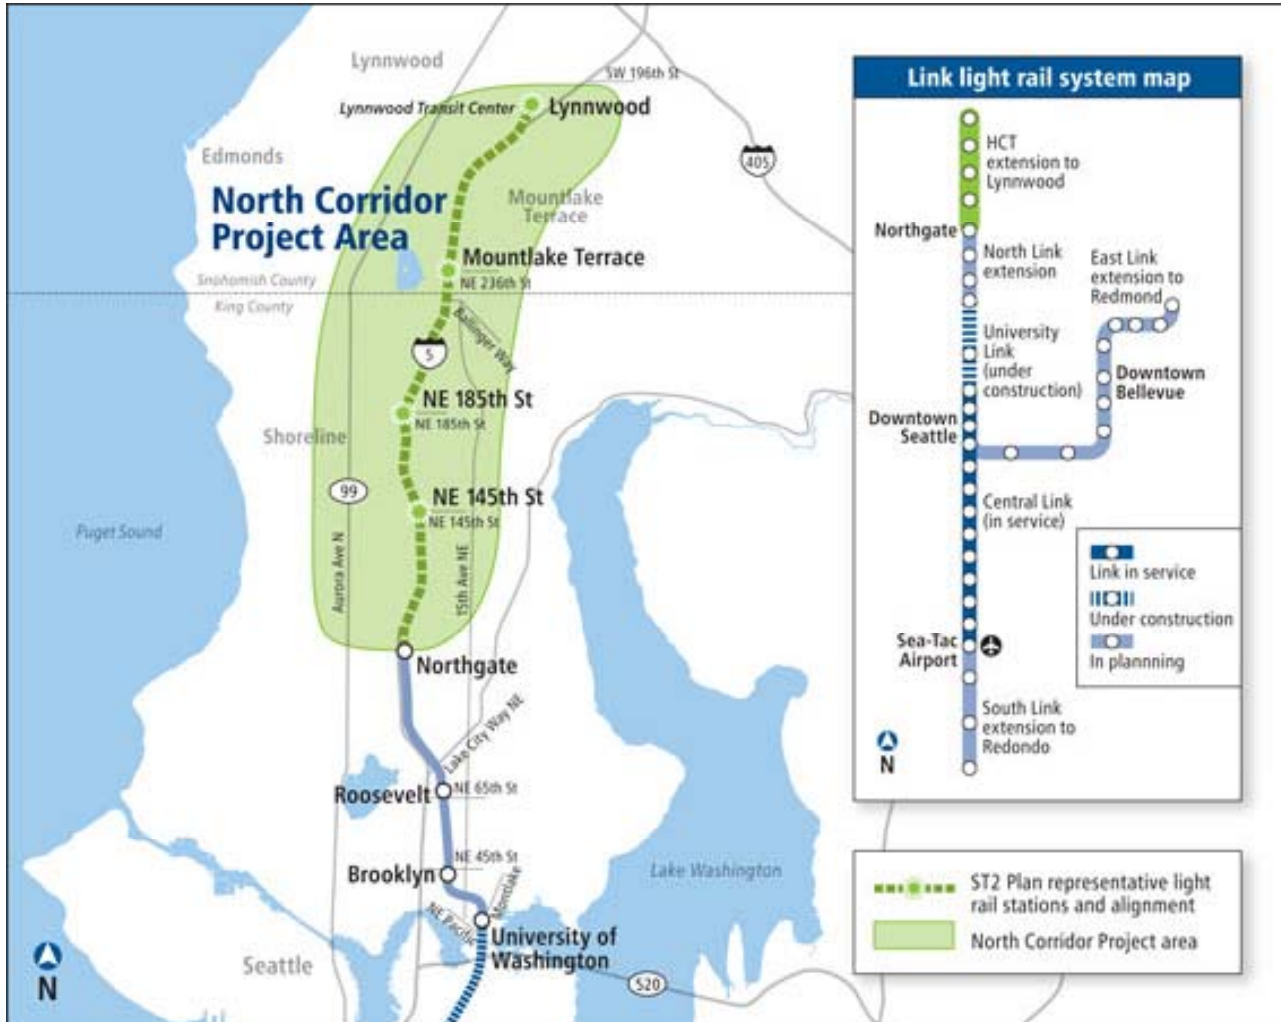 Lynnwood
SW 196th St
Lynnwood Transit Center
Lynnwood
Edmonds
405
North Corridor
Project Area
Mountlake
Terrace
Mountlake Terrace
NE 236th St
Snohomish County
King County
Ballinger Way
5
NE 185th St
NE 185th St
Shoreline
99
NE 145th St
NE 145th St
Puget Sound
Aurora Ave N
15th Ave NE
Northgate
Lake City Way NE
Roosevelt
NE 65th St
NE 45th St
Brooklyn
Montlake
NE Pacific
University of
Washington
Lake Washington
Seattle
520
N
Link light rail system map
HCT
extension to
Lynnwood
Northgate
North Link
extension
East Link
extension to
Redmond
University
Link
(under
construction)
Downtown
Bellevue
Downtown
Seattle
Central Link
(in service)
Link in service
Under construction
In plannning
Sea-Tac
Airport
South Link
extension to
Redondo
N
ST2 Plan representative light
rail stations and alignment
North Corridor Project area